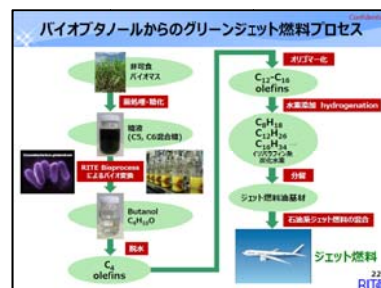 Confidential
バイオブタノールからのグリーンジェット燃料プロセス
非可食
バイオマス
前処理・糖化
糖液
(C5, C6混合糖)
RITE Bioprocess
によるバイオ変換
Butanol
C₄H₁₀O
脱水
C₄
olefins
オリゴマー化
C₁₂-C₁₆
olefins
水素添加 hydrogenation
C₈H₁₈
C₁₂H₂₆
C₁₆H₃₄
イソパラフィン系
炭化水素
分留
ジェット燃料油基材
石油系ジェット燃料の混合
ジェット燃料
22
RITE